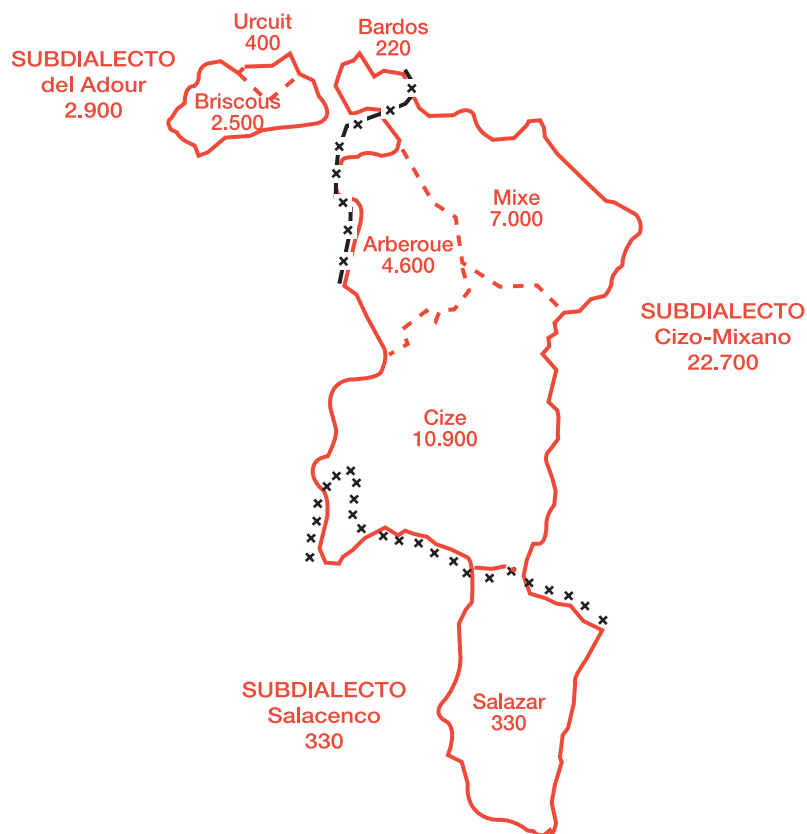 Urcuit
400
Bardos
220
SUBDIALECTO
del Adour
2.900
Briscous
2.500
Mixe
7.000
Arberoue
4.600
SUBDIALECTO
Cizo-Mixano
22.700
Cize
10.900
SUBDIALECTO
Salacenco
330
Salazar
330